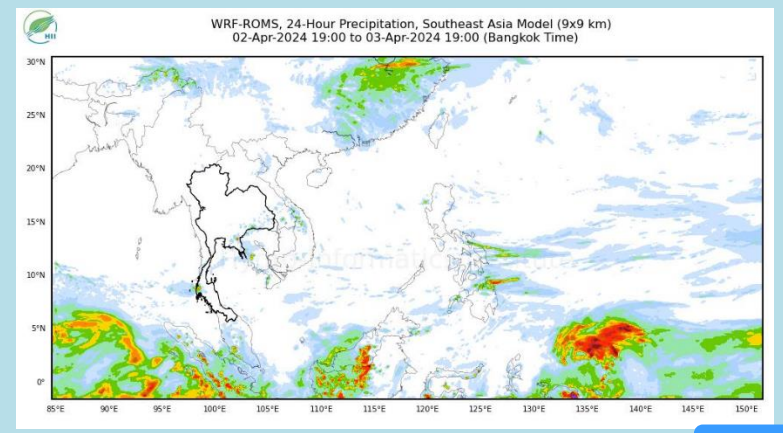 HII
WRF-ROMS, 24-Hour Precipitation, Southeast Asia Model (9x9 km)
02-Apr-2024 19:00 to 03-Apr-2024 19:00 (Bangkok Time)
30°N
25°N
20°N
15°N
10°N
5°N
0°
85°E 90°E 95°E 100°E 105°E 110°E 115°E 120°E 125°E 130°E 135°E 140°E 145°E 150°E